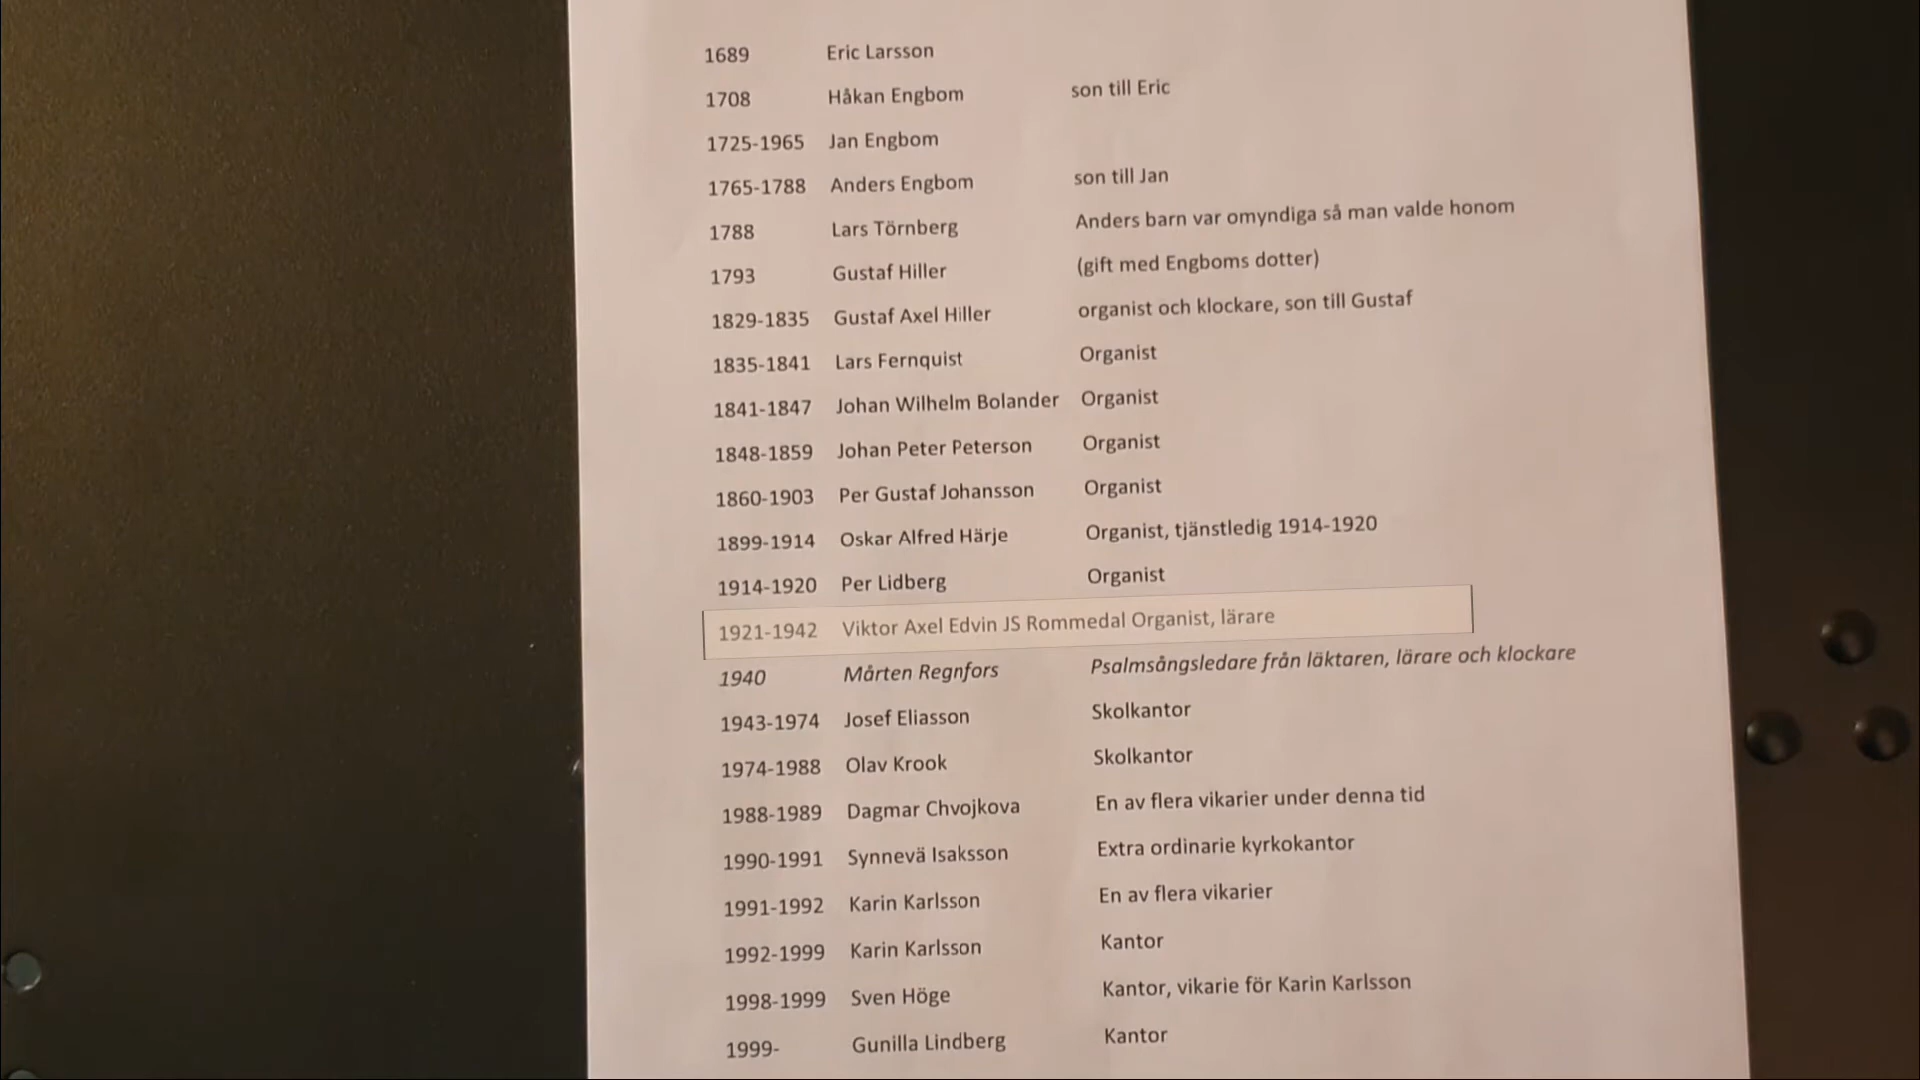 1689 Eric Larsson
1708 Håkan Engbom son till Eric
1725-1965 Jan Engbom
1765-1788 Anders Engbom son till Jan
1788 Lars Törnberg Anders barn var omyndiga så man valde honom
1793 Gustaf Hiller (gift med Engboms dotter)
1829-1835 Gustaf Axel Hiller organist och klockare, son till Gustaf
1835-1841 Lars Fernquist Organist
1841-1847 Johan Wilhelm Bolander Organist
1848-1859 Johan Peter Peterson Organist
1860-1903 Per Gustaf Johansson Organist
1899-1914 Oskar Alfred Härje Organist, tjänstledig 1914-1920
1914-1920 Per Lidberg Organist
1921-1942 Viktor Axel Edvin JS Rommedal Organist, lärare
1940 Mårten Regnfors Psalmsångsledare från läktaren, lärare och klockare
1943-1974 Josef Eliasson Skolkantor
1974-1988 Olav Krook Skolkantor
1988-1989 Dagmar Chvojkova En av flera vikarier under denna tid
1990-1991 Synnevä Isaksson Extra ordinarie kyrkokantor
1991-1992 Karin Karlsson En av flera vikarier
1992-1999 Karin Karlsson Kantor
1998-1999 Sven Höge Kantor, vikarie för Karin Karlsson
1999- Gunilla Lindberg Kantor